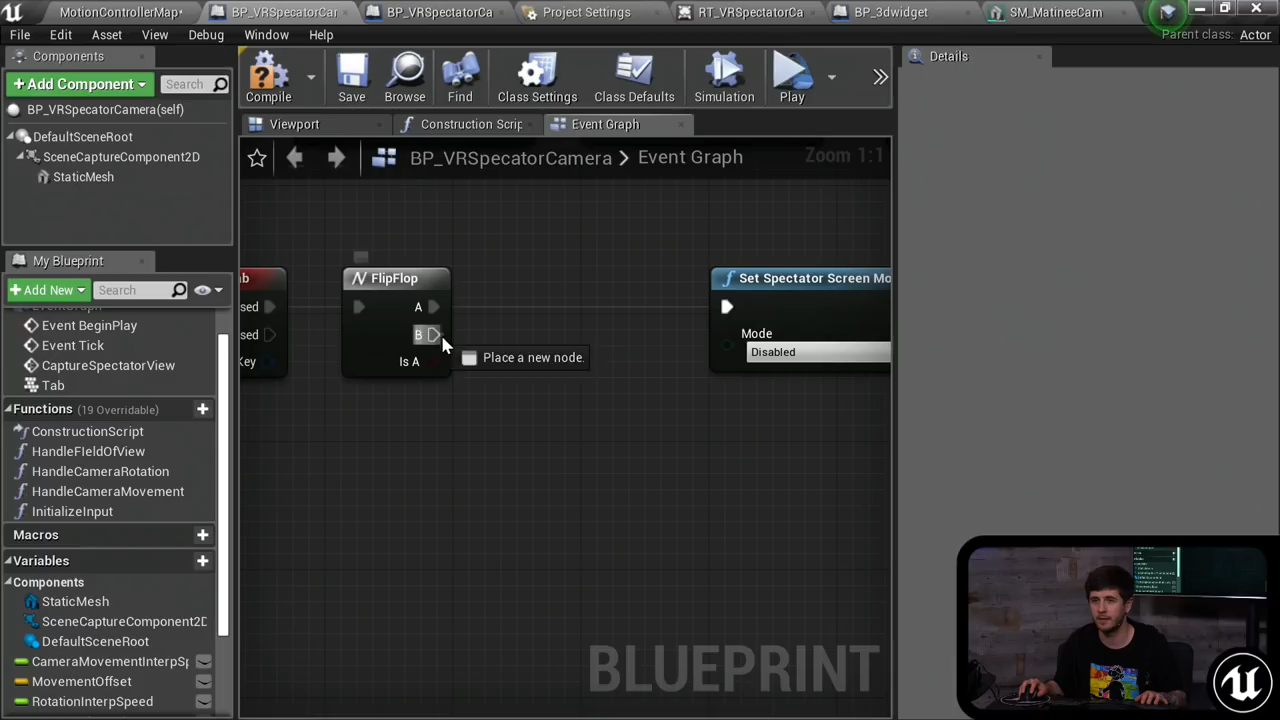 MotionControllerMap*
BP_VRSpecatorCar
BP_VRSpectatorCa
Project Settings
T_VRSpectatorCa
BP_3dwidget
SM_MatineeCam
File
Edit
Asset
View
Debug
Window
Help
Parent class: Actor
Components
+Add Component
Search
BP_VRSpecatorCamera(self)
DefaultSceneRoot
SceneCaptureComponent2D
StaticMesh
My Blueprint
+Add New
Search
Event BeginPlay
Event Tick
CaptureSpectatorView
Tab
Functions (19 Overridable)
ConstructionScript
HandleFIeldOfView
HandleCameraRotation
HandleCameraMovement
InitializeInput
Macros
Variables
Components
StaticMesh
SceneCaptureComponent2D
DefaultSceneRoot
CameraMovementInterpSp
MovementOffset
RotationInterpSpeed
Compile
Save
Browse
Find
Class Settings
Class Defaults
Simulation
Play
Viewport
Construction Scrip
Event Graph
BP_VRSpecatorCamera > Event Graph
Zoom 1:1
b
sed
sed
Key
FlipFlop
A
B
Is A
Place a new node.
Set Spectator Screen Mo
Mode
Disabled
BLUEPRINT
Details